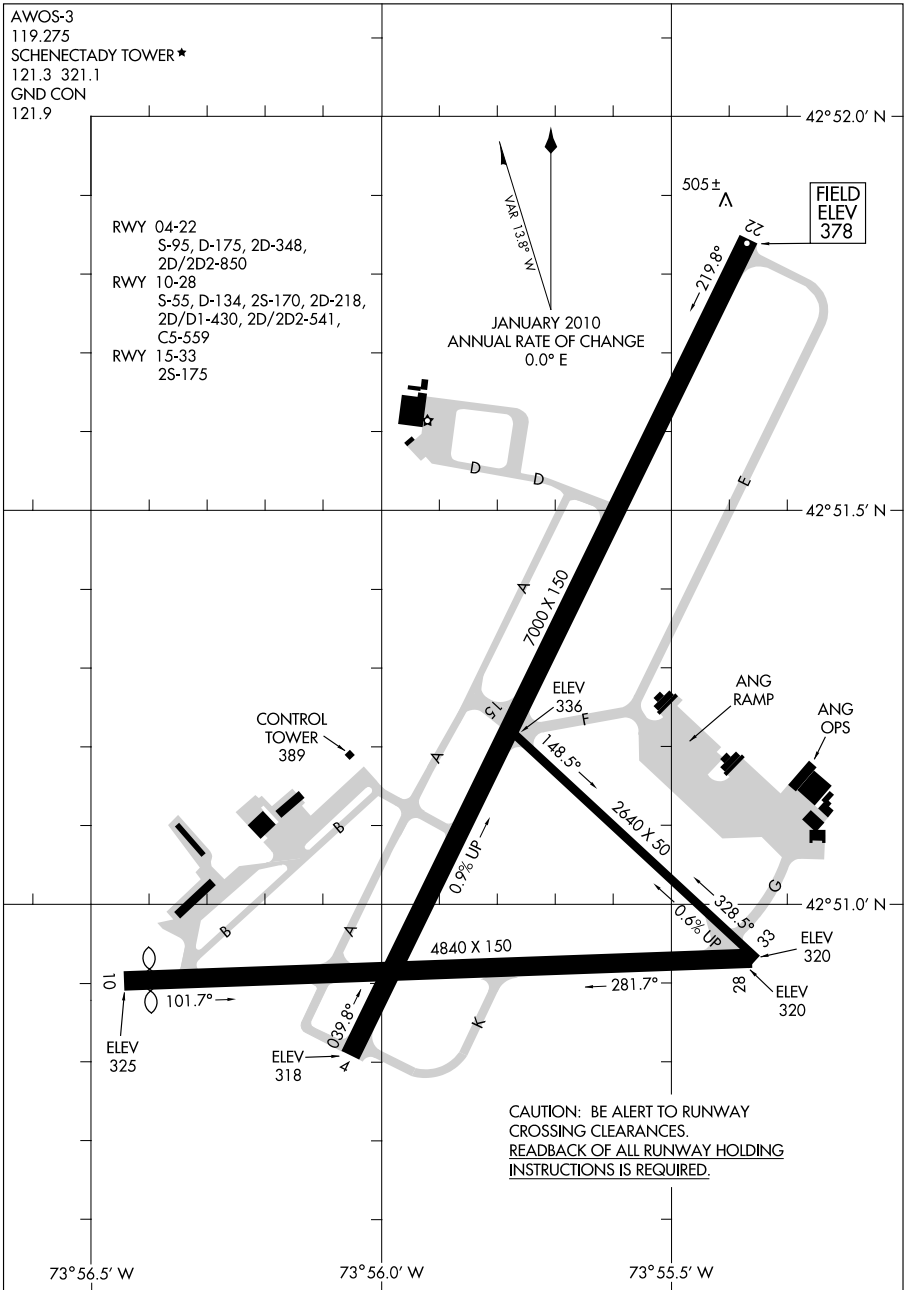 AWOS-3
119.275
SCHENECTADY TOWER★
121.3 321.1
GND CON
121.9
42°52.0' N
RWY 04-22
S-95, D-175, 2D-348,
2D/2D2-850
RWY 10-28
S-55, D-134, 2S-170, 2D-218,
2D/D1-430, 2D/2D2-541,
C5-559
RWY 15-33
2S-175
VAR 13.8° W
JANUARY 2010
ANNUAL RATE OF CHANGE
0.0° E
505±
FIELD
ELEV
378
22
219.8°
D
D
E
42°51.5' N
A
7000 X 150
ELEV
336
15
F
ANG
RAMP
ANG
OPS
CONTROL
TOWER
389
A
148.5°
2640 X 50
B
0.9% UP
G
42°51.0' N
B
A
4840 X 150
328.5°
0.6% UP
33
ELEV
320
10
101.7°
281.7°
28
ELEV
320
ELEV
325
039.8°
K
ELEV
318
4
CAUTION: BE ALERT TO RUNWAY
CROSSING CLEARANCES.
READBACK OF ALL RUNWAY HOLDING
INSTRUCTIONS IS REQUIRED.
73°56.5' W
73°56.0' W
73°55.5' W